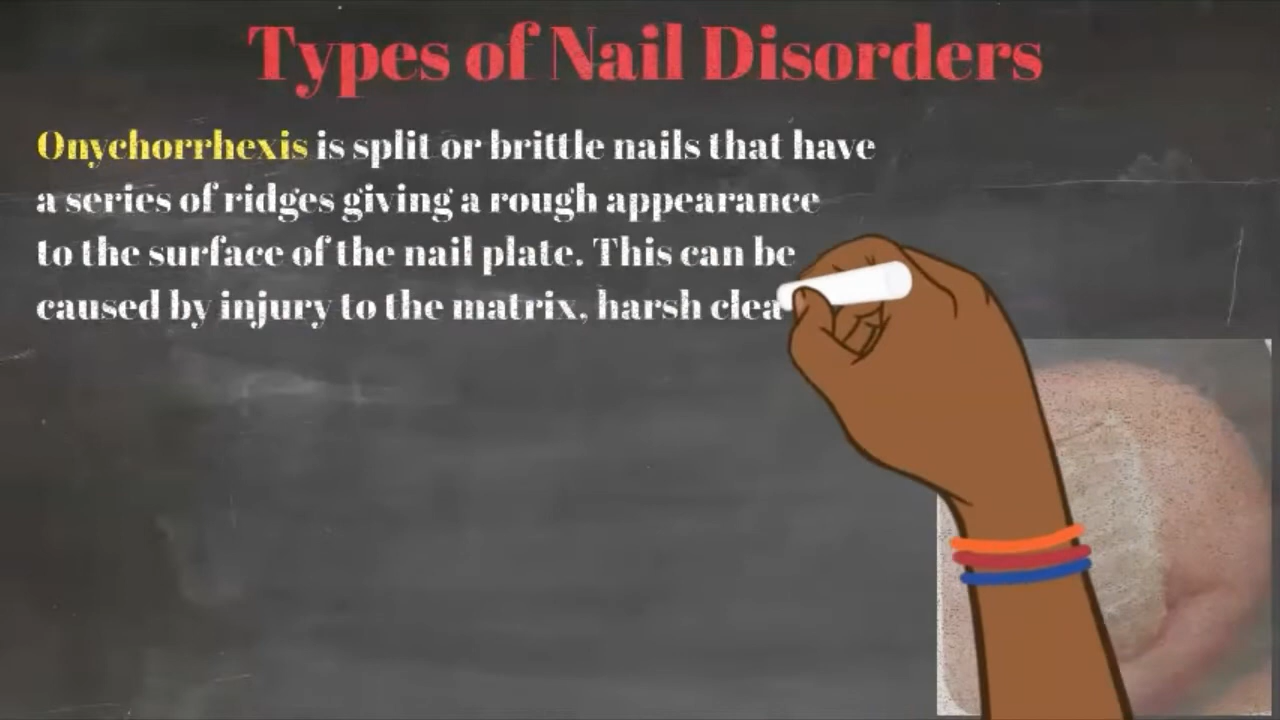 Types of Nail Disorders
Onychorrhexis is split or brittle nails that have
a series of ridges giving a rough appearance
to the surface of the nail plate. This can be
caused by injury to the matrix, harsh clea